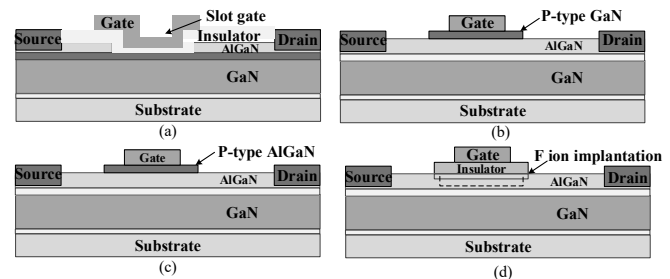 Gate
Slot gate
Source
Insulator
Drain
AlGaN
GaN
Substrate
(a)
Gate
P-type GaN
Source
Drain
AlGaN
GaN
Substrate
(b)
Gate
P-type AlGaN
Source
AlGaN
Drain
GaN
Substrate
(c)
Gate
F ion implantation
Insulator
Source
AlGaN
Drain
GaN
Substrate
(d)